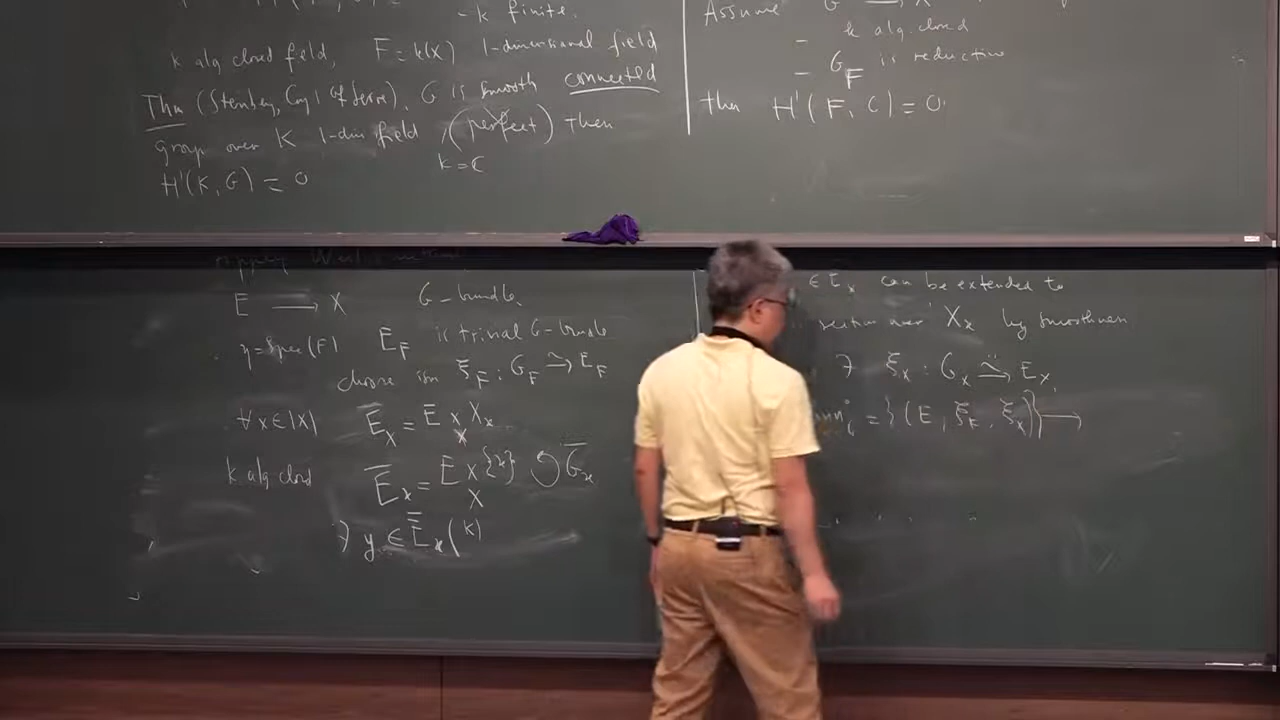 - k finite.
k alg closed field, F = k(X) 1-dimensional field
Thm (Steinberg, Conj 1 of Serre). G is smooth connected
group over K 1-dim field, (perfect) Then
k = ℂ
H¹(K, G) = 0
Assume
- k alg. closed
- G_F is reductive
then H¹(F, G) = 0.
E ⟶ X G-bundle.
η = Spec(F) E_F is trivial G-bundle
choose isom ξ_F : G_F ⥲ E_F
∀x∈|X| E_x = E ×_X X_x
k alg closed Ē_x = E ×_X {x} ↺ Ḡ_x
∃ y ∈ Ē_x(k)
∈ Ē_x can be extended to
section over X_x by smoothness
∃ ξ_x : G_x ⥲ E_x.
= {(E, ξ_F, ξ_x)} ⟶